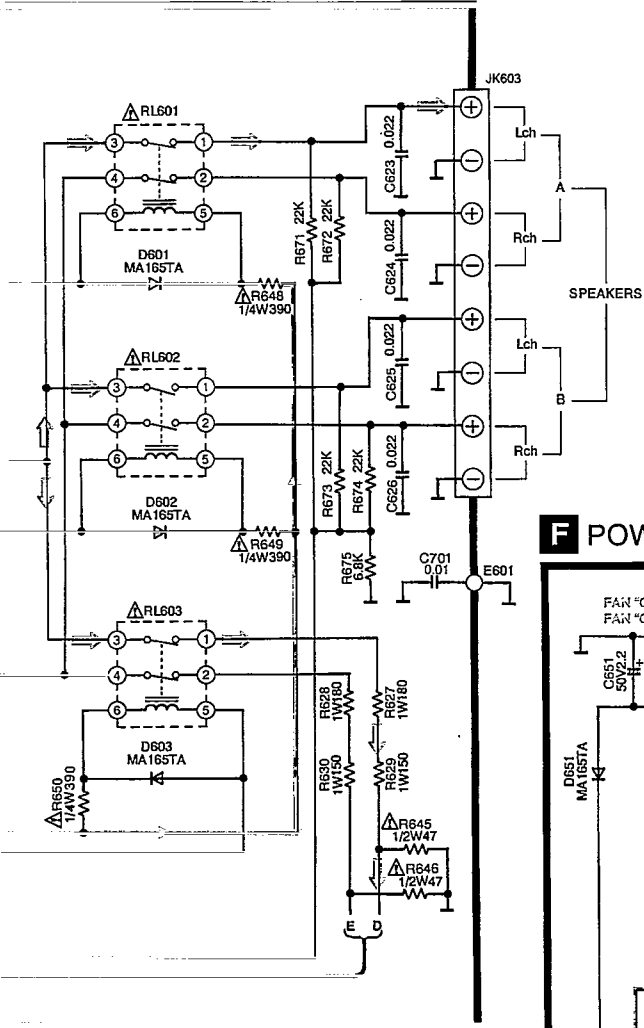 JK603
RL601
3
1
4
2
6
5
C623 0.022
+
−
Lch
A
D601
MA165TA
R671 22K
R672 22K
C624 0.022
+
−
Rch
R648
1/4W390
SPEAKERS
RL602
3
1
4
2
6
5
C625 0.022
+
−
Lch
B
D602
MA165TA
R673 22K
R674 22K
C626 0.022
+
−
Rch
R649
1/4W390
F POW
R675
6.8K
C701
0.01
E601
RL603
3
1
4
2
6
5
FAN "C
FAN "C
C651
50V2.2
+
R628
1W180
R627
1W180
D603
MA165TA
R630
1W150
R629
1W150
D651
MA165TA
R650
1/4W390
R645
1/2W47
R646
1/2W47
E D